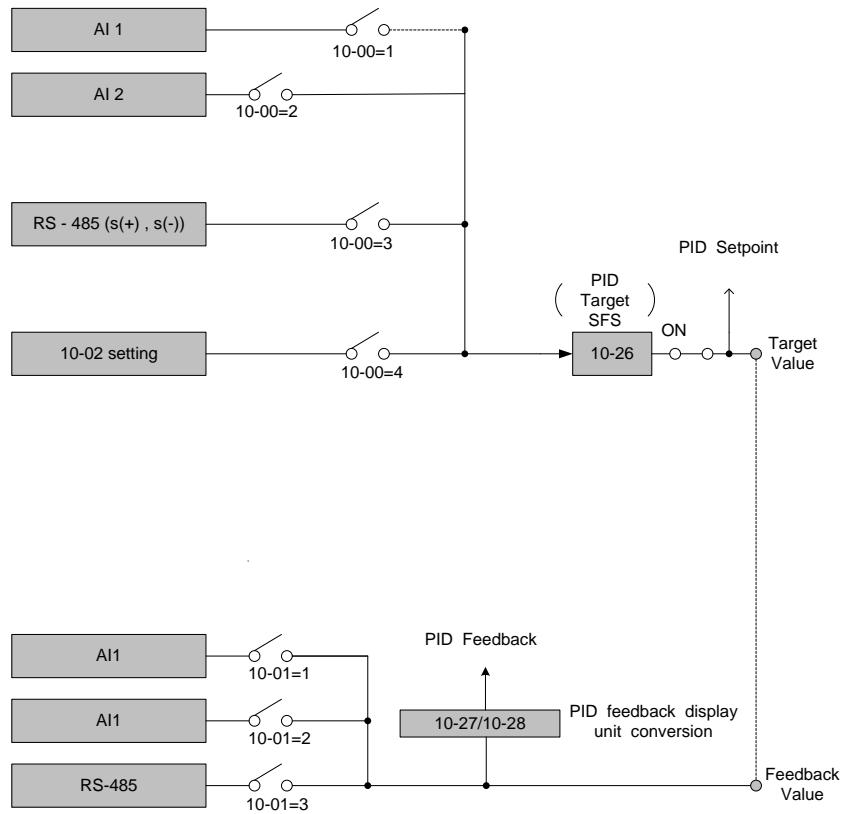 AI 1
10-00=1
AI 2
10-00=2
RS - 485 (s(+) , s(-))
10-00=3
PID Setpoint
( PID
Target
SFS )
ON
10-02 setting
10-00=4
10-26
Target
Value
AI1
10-01=1
PID Feedback
AI1
10-01=2
10-27/10-28
PID feedback display
unit conversion
RS-485
10-01=3
Feedback
Value